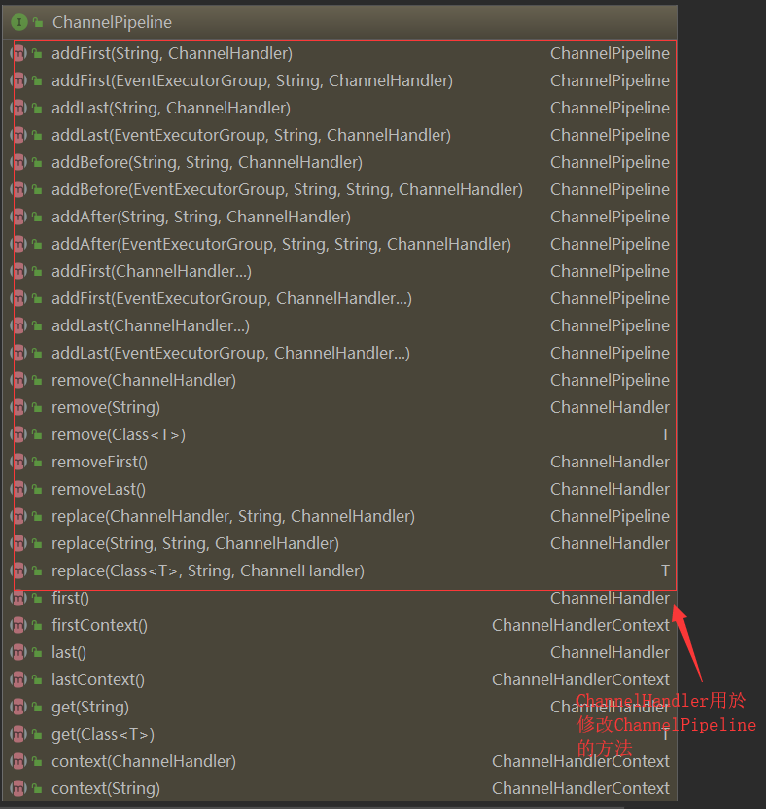 ChannelPipeline
addFirst(String, ChannelHandler) ChannelPipeline
addFirst(EventExecutorGroup, String, ChannelHandler) ChannelPipeline
addLast(String, ChannelHandler) ChannelPipeline
addLast(EventExecutorGroup, String, ChannelHandler) ChannelPipeline
addBefore(String, String, ChannelHandler) ChannelPipeline
addBefore(EventExecutorGroup, String, String, ChannelHandler) ChannelPipeline
addAfter(String, String, ChannelHandler) ChannelPipeline
addAfter(EventExecutorGroup, String, String, ChannelHandler) ChannelPipeline
addFirst(ChannelHandler...) ChannelPipeline
addFirst(EventExecutorGroup, ChannelHandler...) ChannelPipeline
addLast(ChannelHandler...) ChannelPipeline
addLast(EventExecutorGroup, ChannelHandler...) ChannelPipeline
remove(ChannelHandler) ChannelPipeline
remove(String) ChannelHandler
remove(Class<T>) T
removeFirst() ChannelHandler
removeLast() ChannelHandler
replace(ChannelHandler, String, ChannelHandler) ChannelPipeline
replace(String, String, ChannelHandler) ChannelHandler
replace(Class<T>, String, ChannelHandler) T
first() ChannelHandler
firstContext() ChannelHandlerContext
last() ChannelHandler
lastContext() ChannelHandlerContext
get(String) ChannelHandler
get(Class<T>) T
context(ChannelHandler) ChannelHandlerContext
context(String) ChannelHandlerContext
ChannelHandler用於
修改ChannelPipeline
的方法